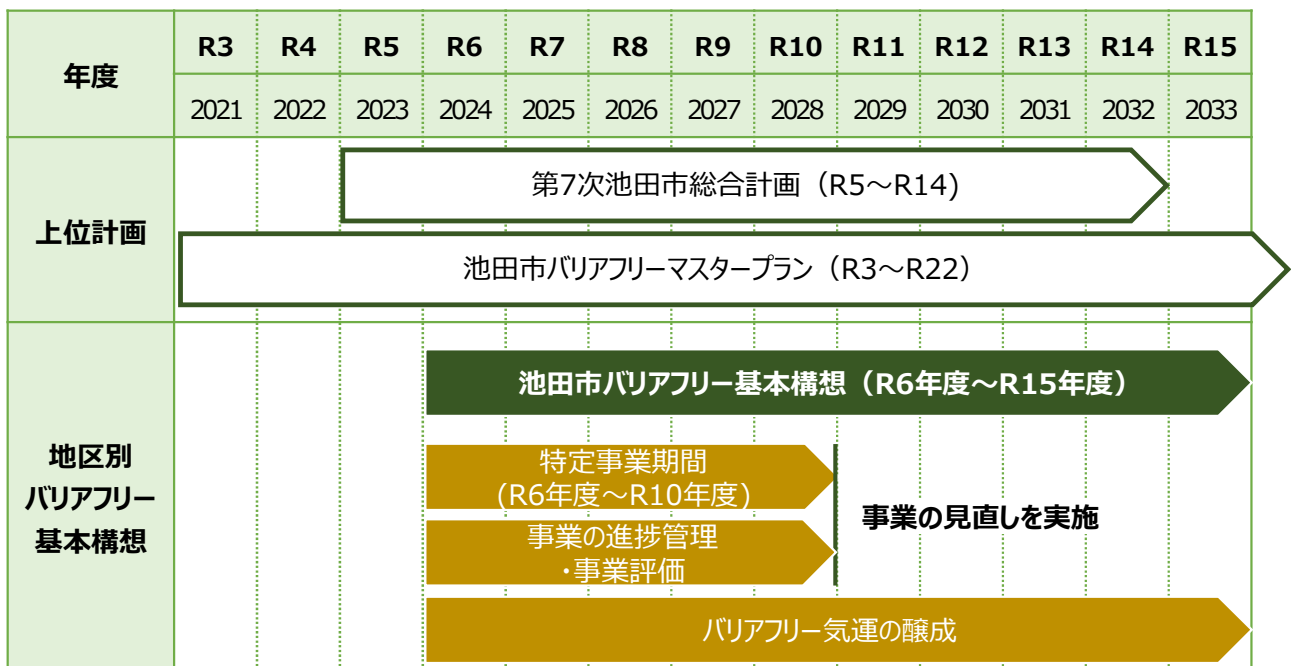 年度
R3 R4 R5 R6 R7 R8 R9 R10 R11 R12 R13 R14 R15
2021 2022 2023 2024 2025 2026 2027 2028 2029 2030 2031 2032 2033
上位計画
第7次池田市総合計画（R5～R14）
池田市バリアフリーマスタープラン（R3～R22）
地区別
バリアフリー
基本構想
池田市バリアフリー基本構想（R6年度～R15年度）
特定事業期間
(R6年度～R10年度)
事業の進捗管理
・事業評価
事業の見直しを実施
バリアフリー気運の醸成